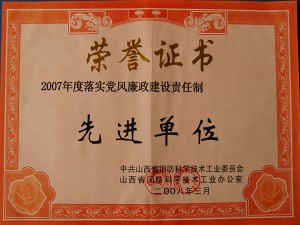 荣誉证书
2007年度落实党风廉政建设责任制
先进单位
中共山西省国防科学技术工业委员会
山西省国防科学技术工业办公室
二〇〇八年三月